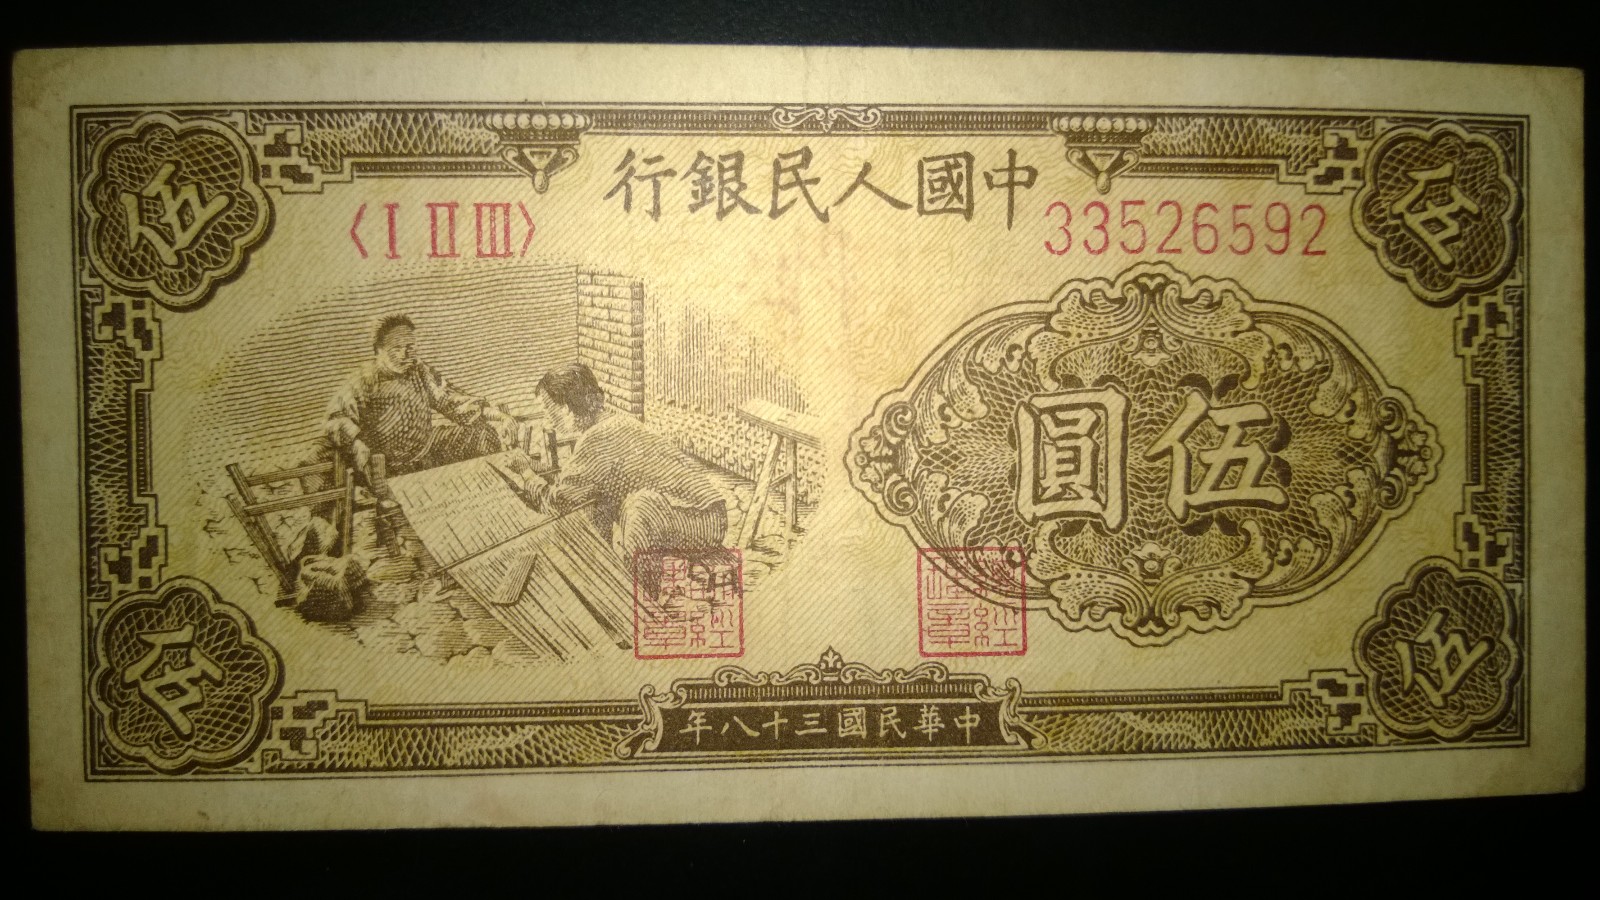 中國人民銀行
〈Ⅰ Ⅱ Ⅲ〉
33526592
伍
伍
伍圓
伍
伍
中華民國三十八年